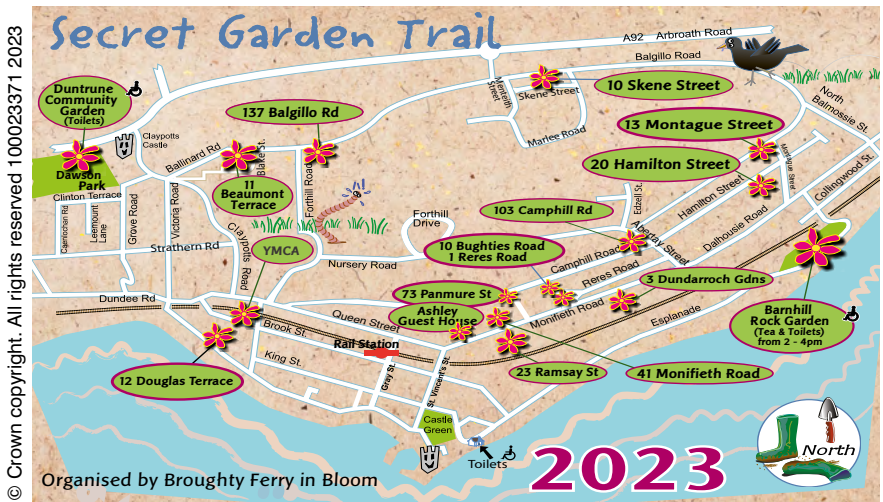 © Crown copyright. All rights reserved 100023371 2023
Secret Garden Trail
A92 Arbroath Road
Balgillo Road
Duntrune
Community
Garden
(Toilets)
Claypotts
Castle
137 Balgillo Rd
Menteith
Street
Skene Street
10 Skene Street
Marlee Road
North
Balmossie St.
13 Montague Street
20 Hamilton Street
Montague Street
Hamilton Street
Collingwood St.
Dawson
Park
Ballinard Rd
Blake St.
11
Beaumont
Terrace
Forthill Road
Clinton Terrace
Leemount
Lane
Grove Road
Victoria Road
Claypotts Road
Strathern Rd
YMCA
Forthill
Drive
Nursery Road
103 Camphill Rd
Edzell St.
Abertay Street
Dalhousie Road
10 Bughties Road
1 Reres Road
Camphill Road
Reres Road
3 Dundarroch Gdns
73 Panmure St
Monifieth Road
Esplanade
Dundee Rd
Queen Street
Ashley
Guest House
Barnhill
Rock Garden
(Tea & Toilets)
from 2 - 4pm
Brook St.
Rail Station
King St.
Gray St.
St. Vincent's St.
12 Douglas Terrace
23 Ramsay St
41 Monifieth Road
Castle
Green
Toilets
North
2023
Organised by Broughty Ferry in Bloom